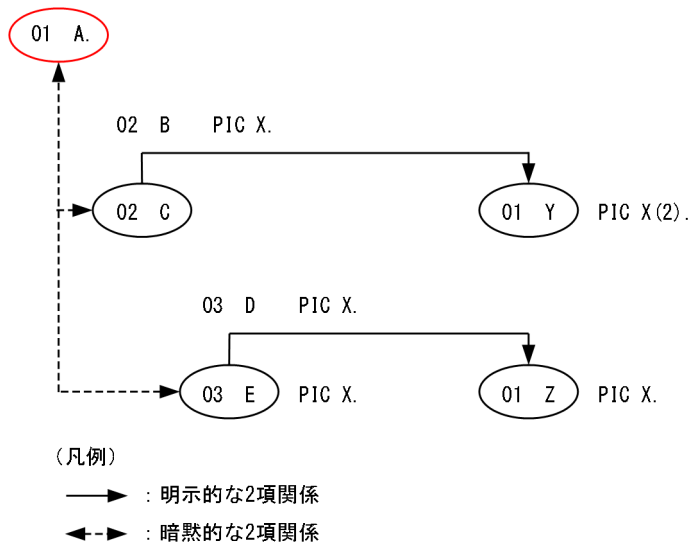 01 A.
02 B PIC X.
02 C 01 Y PIC X(2).
03 D PIC X.
03 E PIC X. 01 Z PIC X.
(凡例)
：明示的な2項関係
：暗黙的な2項関係